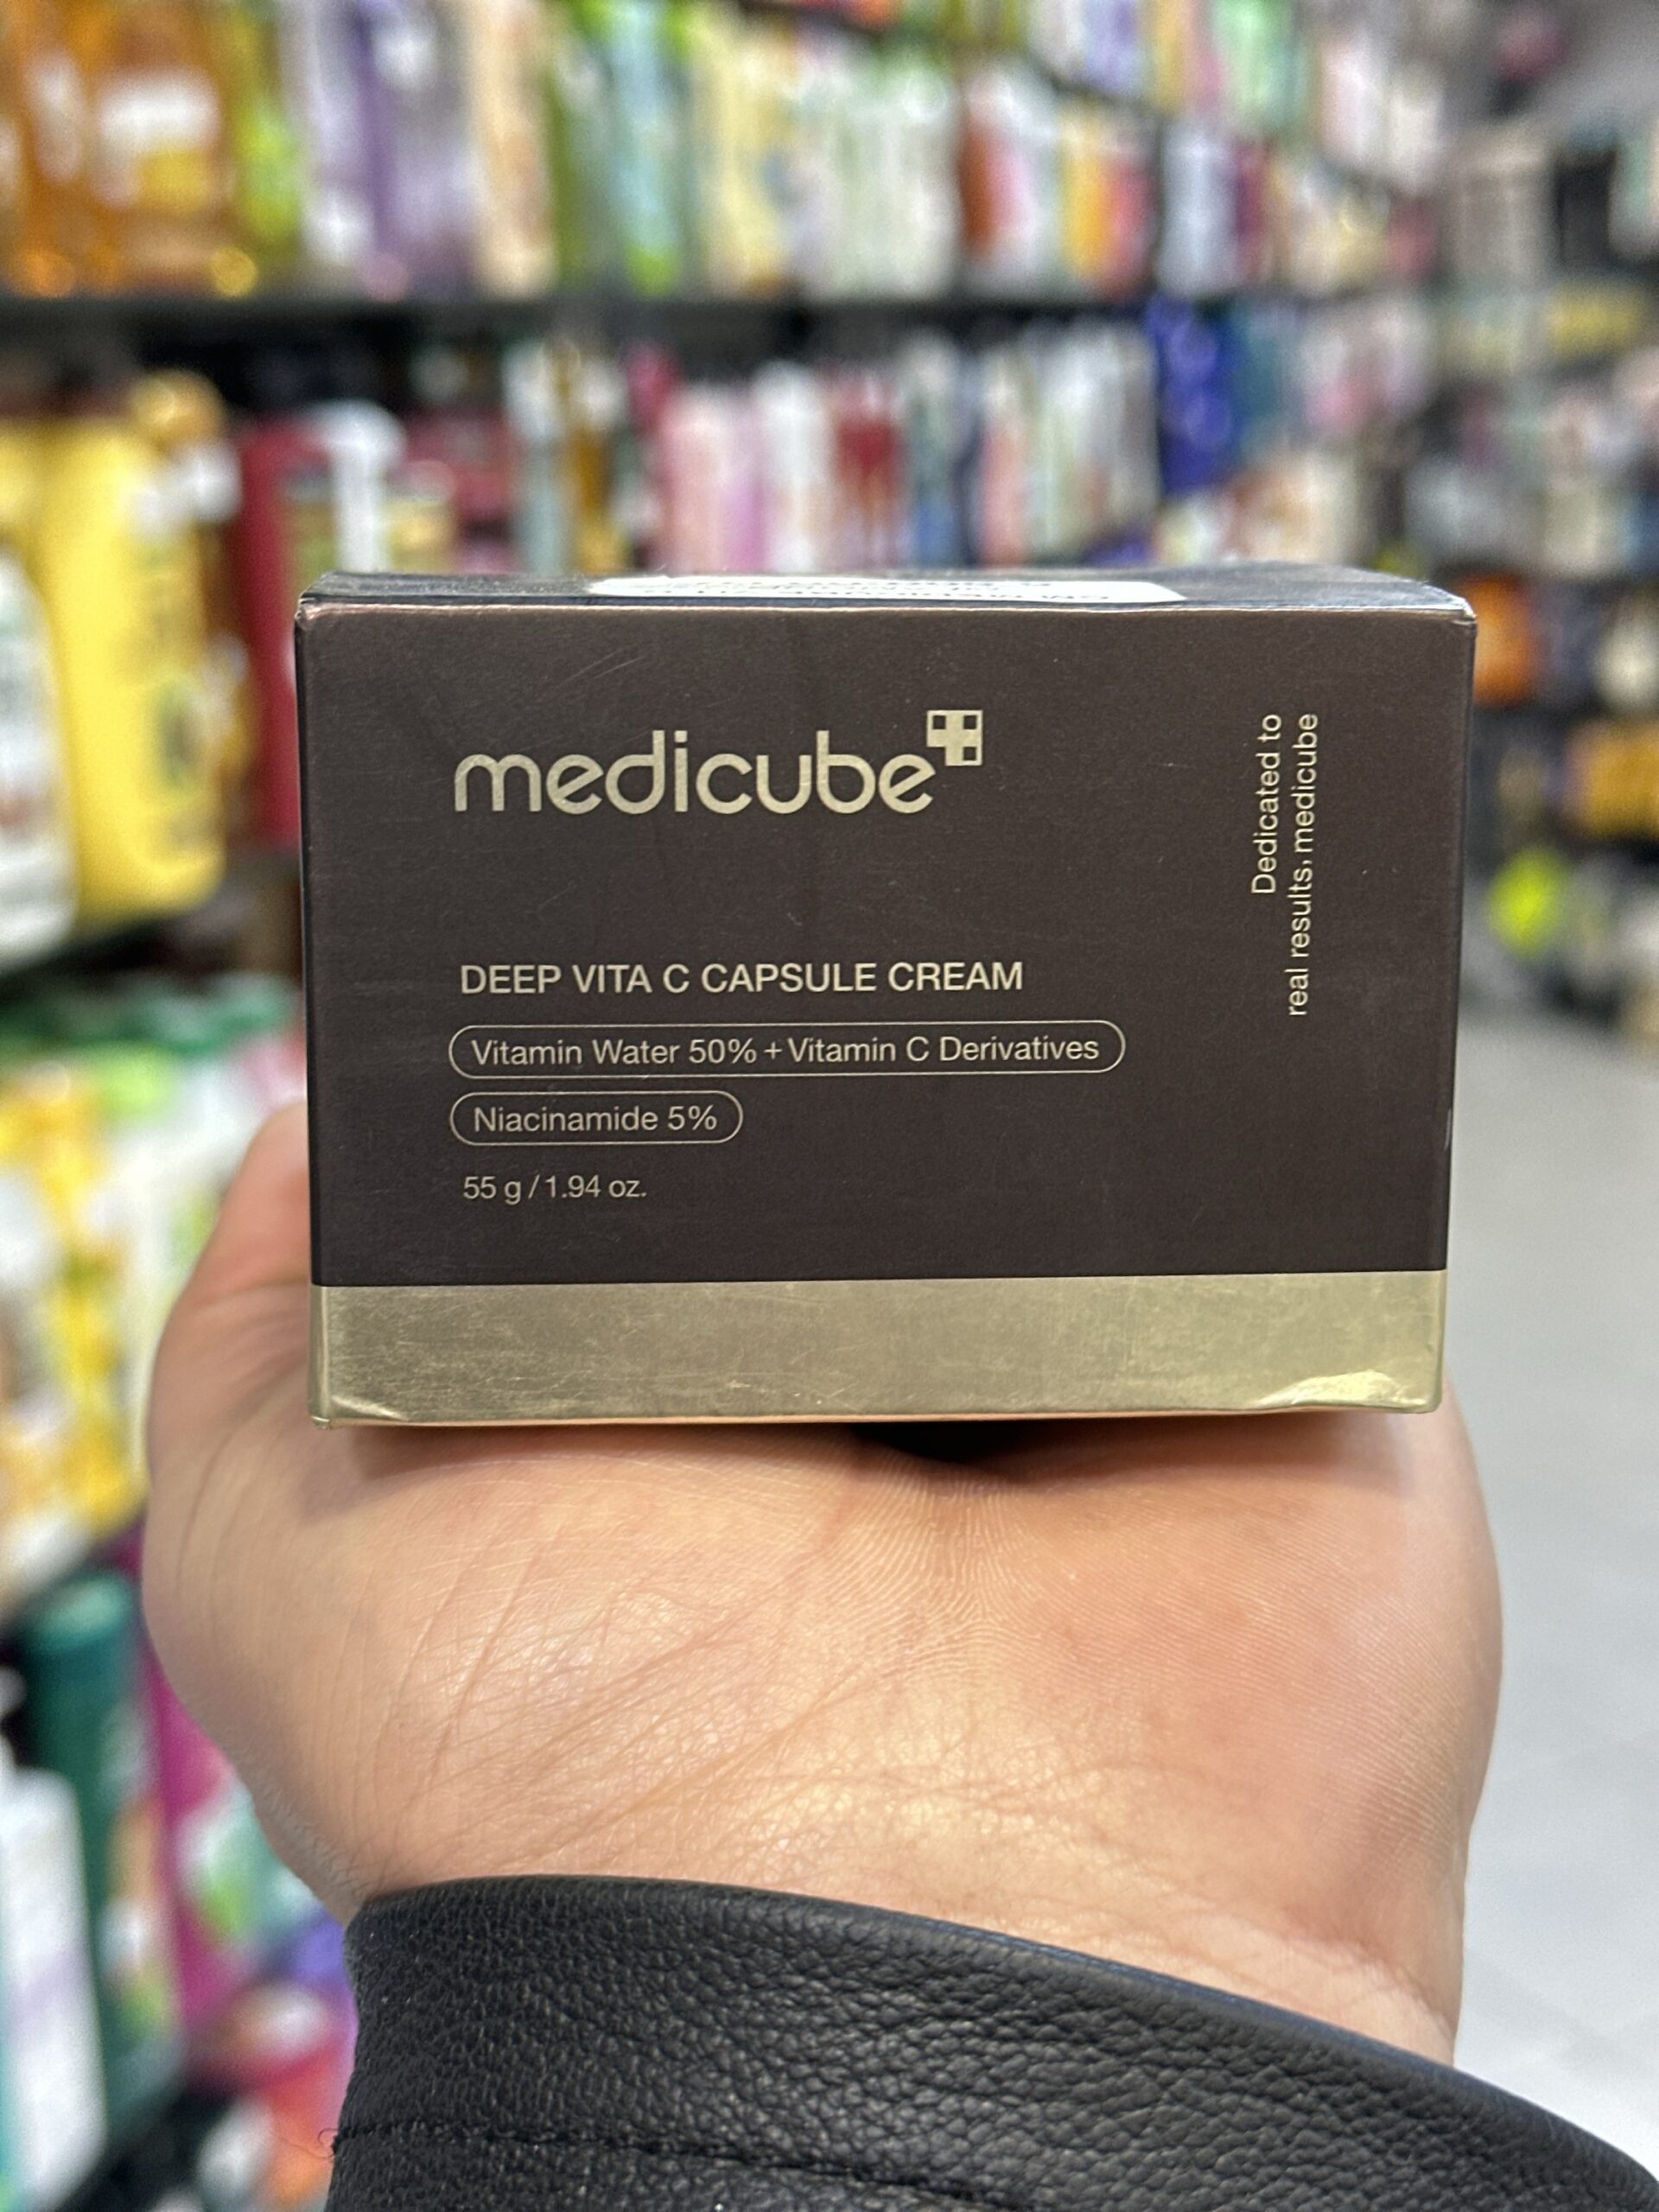 medicube
Dedicated to
real results, medicube
DEEP VITA C CAPSULE CREAM
Vitamin Water 50% + Vitamin C Derivatives
Niacinamide 5%
55 g / 1.94 oz.